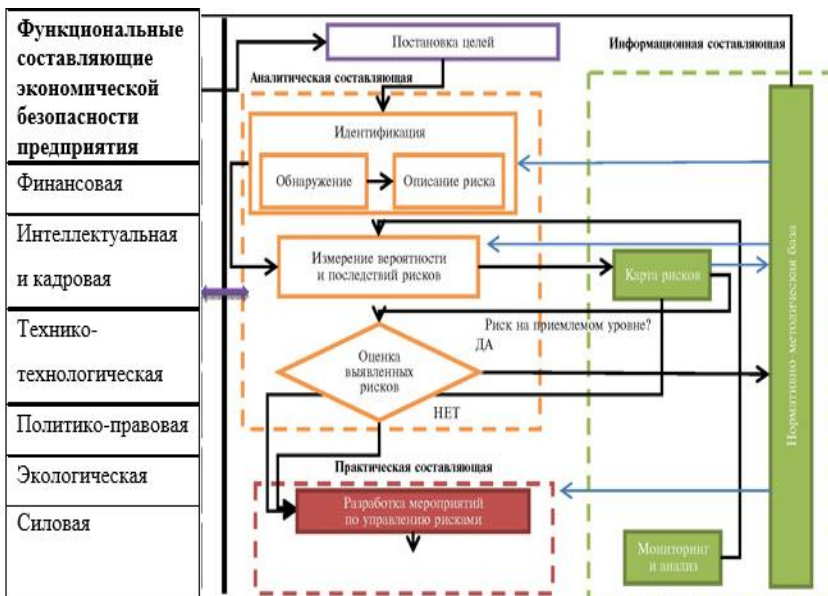 Функциональные
составляющие
экономической
безопасности
предприятия
Финансовая
Интеллектуальная
и кадровая
Технико-
технологическая
Политико-правовая
Экологическая
Силовая
Постановка целей
Информационная составляющая
Аналитическая составляющая
Идентификация
Обнаружение
Описание риска
Измерение вероятности
и последствий рисков
Карта рисков
Риск на приемлемом уровне?
ДА
Оценка
выявленных
рисков
НЕТ
Практическая составляющая
Разработка мероприятий
по управлению рисками
Мониторинг
и анализ
Нормативно-методическая база